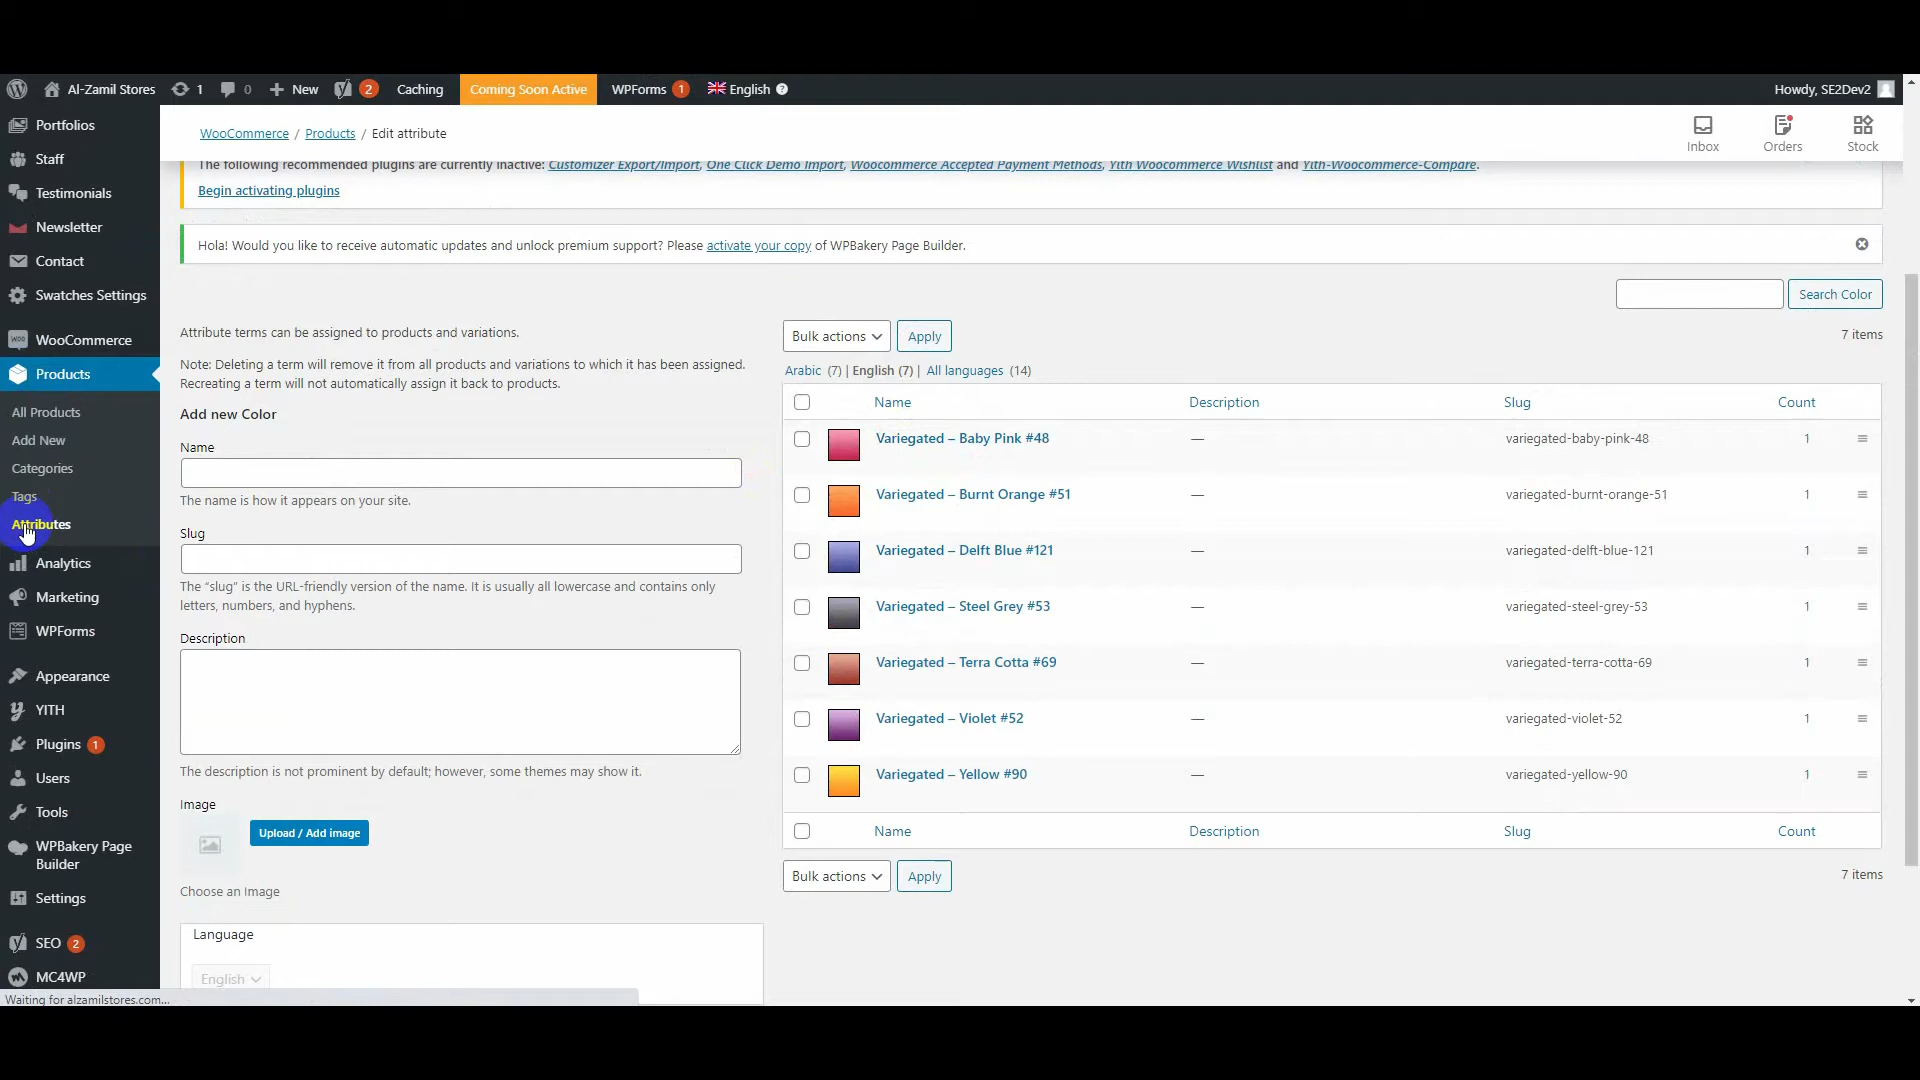 Al-Zamil Stores 1 0 New 2 Caching Coming Soon Active WPForms 1 English Howdy, SE2Dev2
Portfolios
Staff
Testimonials
Newsletter
Contact
Swatches Settings
WooCommerce
Products
All Products
Add New
Categories
Tags
Attributes
Analytics
Marketing
WPForms
Appearance
YITH
Plugins 1
Users
Tools
WPBakery Page
Builder
Settings
SEO 2
MC4WP
Waiting for alzamilstores.com...
WooCommerce / Products / Edit attribute
Inbox
Orders
Stock
The following recommended plugins are currently inactive: Customizer Export/Import, One Click Demo Import, Woocommerce Accepted Payment Methods, Yith Woocommerce Wishlist and Yith-Woocommerce-Compare.
Begin activating plugins
Hola! Would you like to receive automatic updates and unlock premium support? Please activate your copy of WPBakery Page Builder.
Search Color
Attribute terms can be assigned to products and variations.
Note: Deleting a term will remove it from all products and variations to which it has been assigned.
Recreating a term will not automatically assign it back to products.
Add new Color
Name
The name is how it appears on your site.
Slug
The “slug” is the URL-friendly version of the name. It is usually all lowercase and contains only
letters, numbers, and hyphens.
Description
The description is not prominent by default; however, some themes may show it.
Image
Upload / Add image
Choose an Image
Language
English
Bulk actions Apply 7 items
Arabic (7) | English (7) | All languages (14)
Name Description Slug Count
Variegated – Baby Pink #48 — variegated-baby-pink-48 1
Variegated – Burnt Orange #51 — variegated-burnt-orange-51 1
Variegated – Delft Blue #121 — variegated-delft-blue-121 1
Variegated – Steel Grey #53 — variegated-steel-grey-53 1
Variegated – Terra Cotta #69 — variegated-terra-cotta-69 1
Variegated – Violet #52 — variegated-violet-52 1
Variegated – Yellow #90 — variegated-yellow-90 1
Name Description Slug Count
Bulk actions Apply 7 items